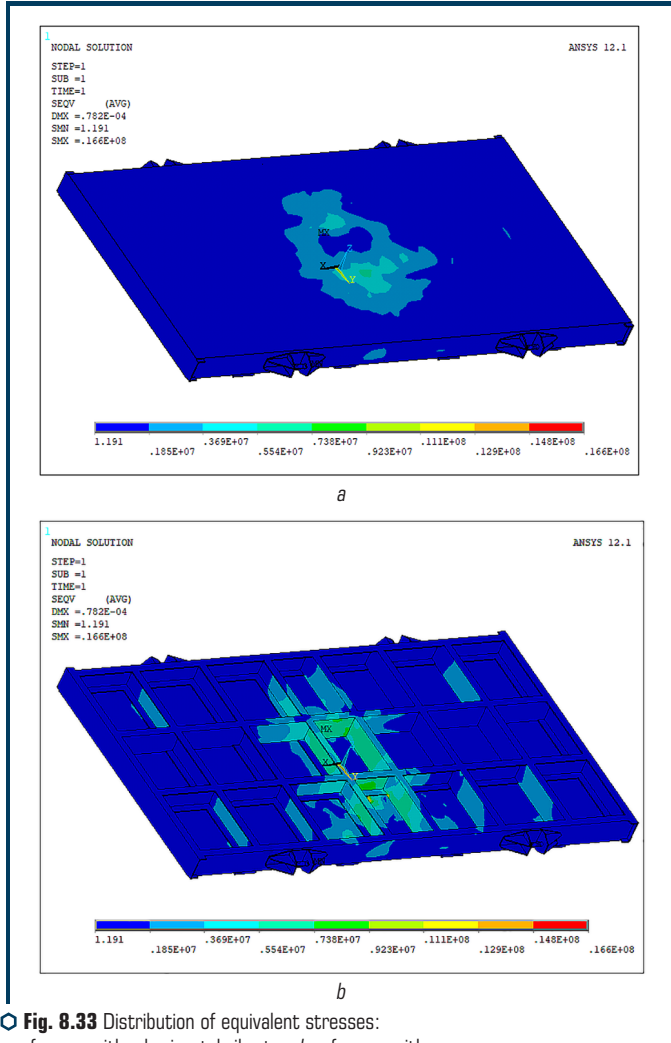 1
NODAL SOLUTION
ANSYS 12.1
STEP=1
SUB =1
TIME=1
SEQV (AVG)
DMX =.782E-04
SMN =1.191
SMX =.166E+08
MX
Z
X
Y
1.191 .369E+07 .738E+07 .111E+08 .148E+08
.185E+07 .554E+07 .923E+07 .129E+08 .166E+08
a
1
NODAL SOLUTION
ANSYS 12.1
STEP=1
SUB =1
TIME=1
SEQV (AVG)
DMX =.782E-04
SMN =1.191
SMX =.166E+08
MX
X
Y
1.191 .369E+07 .738E+07 .111E+08 .148E+08
.185E+07 .554E+07 .923E+07 .129E+08 .166E+08
b
Fig. 8.33 Distribution of equivalent stresses: